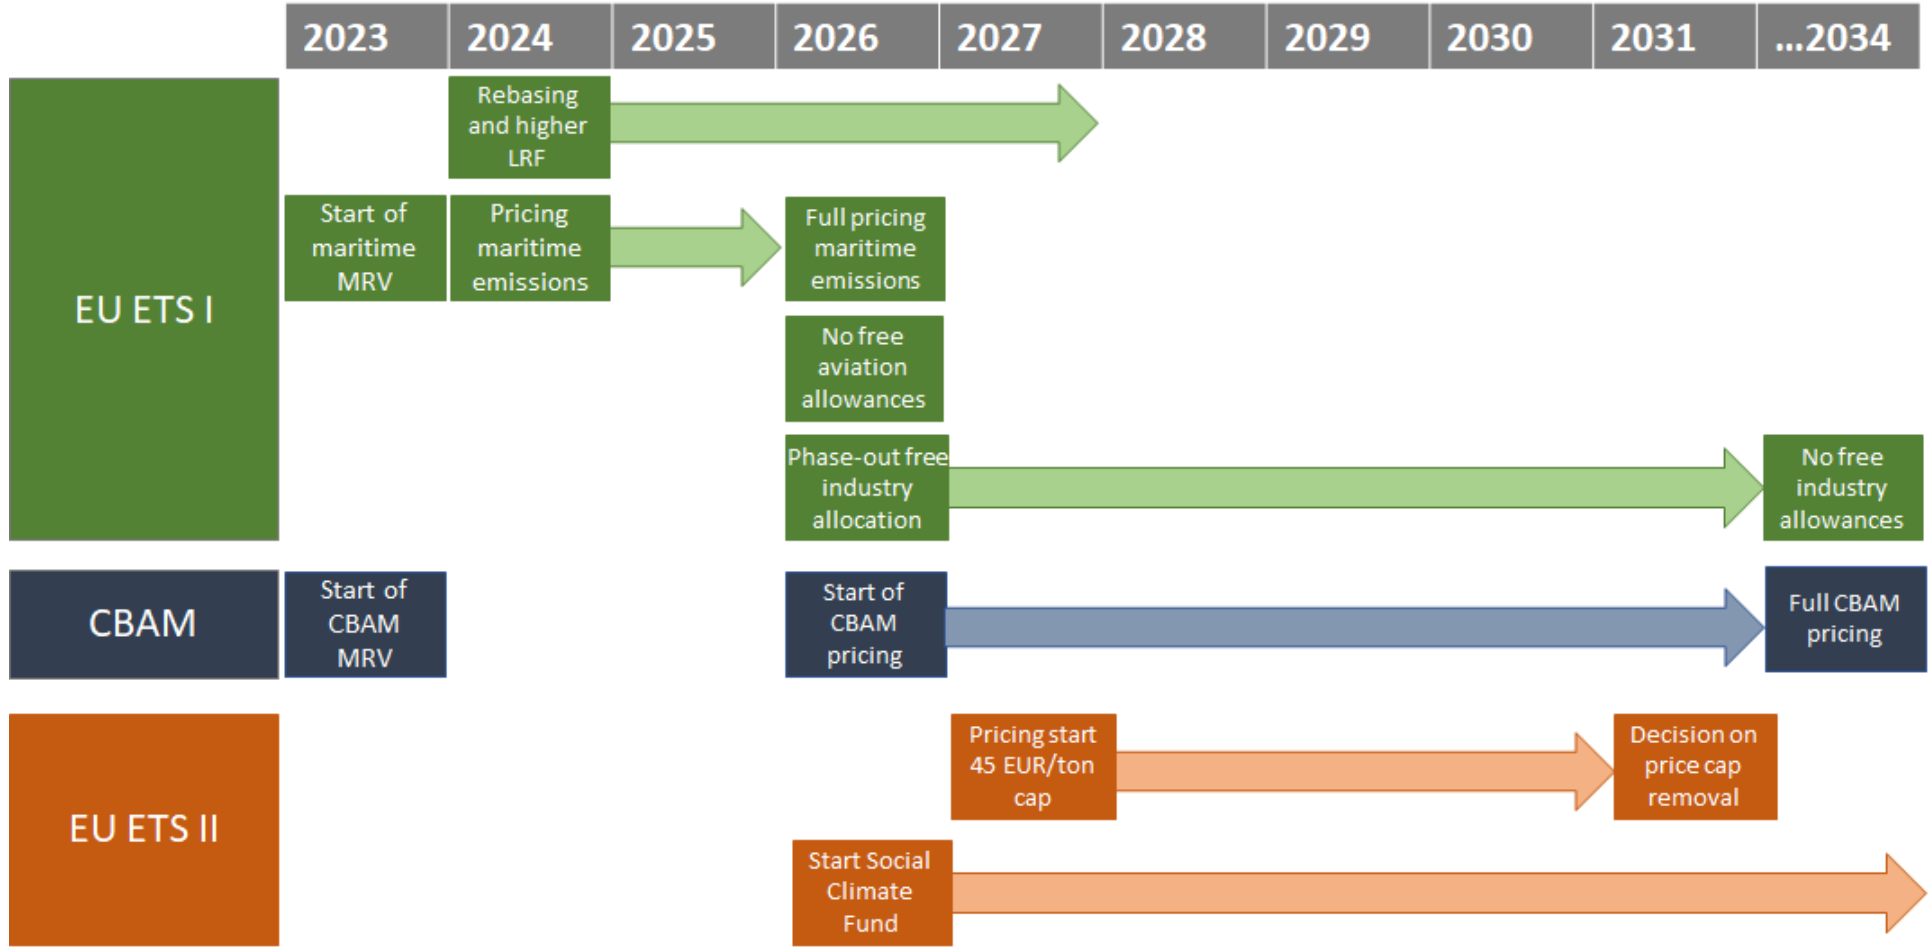 2023 2024 2025 2026 2027 2028 2029 2030 2031 ...2034
EU ETS I
Rebasing
and higher
LRF
Start of
maritime
MRV
Pricing
maritime
emissions
Full pricing
maritime
emissions
No free
aviation
allowances
Phase-out free
industry
allocation
No free
industry
allowances
CBAM
Start of
CBAM
MRV
Start of
CBAM
pricing
Full CBAM
pricing
EU ETS II
Pricing start
45 EUR/ton
cap
Decision on
price cap
removal
Start Social
Climate
Fund